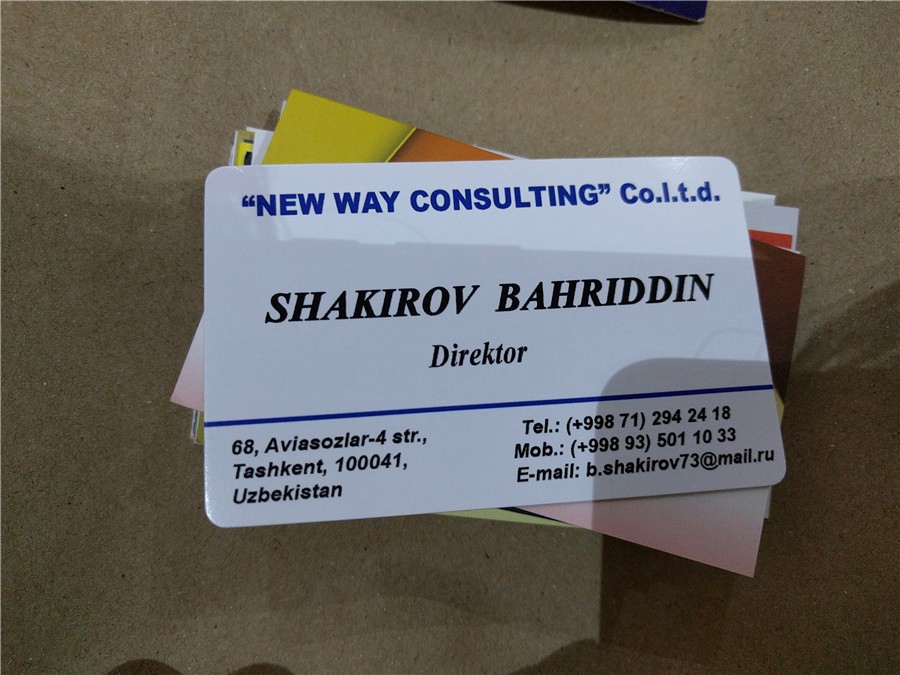 “NEW WAY CONSULTING” Co.l.t.d.
SHAKIROV BAHRIDDIN
Direktor
68, Aviasozlar-4 str.,
Tashkent, 100041,
Uzbekistan
Tel.: (+998 71) 294 24 18
Mob.: (+998 93) 501 10 33
E-mail: b.shakirov73@mail.ru